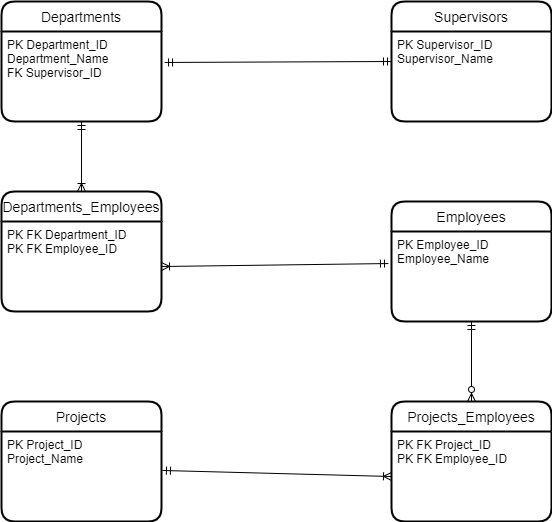 Departments
PK Department_ID
Department_Name
FK Supervisor_ID
Supervisors
PK Supervisor_ID
Supervisor_Name
Departments_Employees
PK FK Department_ID
PK FK Employee_ID
Employees
PK Employee_ID
Employee_Name
Projects
PK Project_ID
Project_Name
Projects_Employees
PK FK Project_ID
PK FK Employee_ID